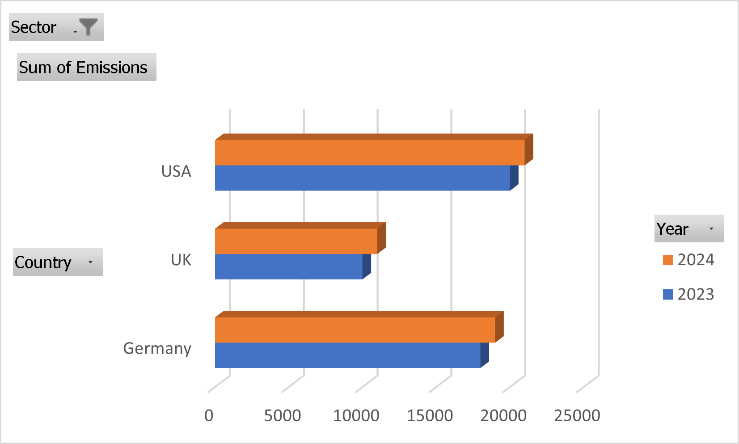 Sector
Sum of Emissions
USA
UK
Germany
Country
0 5000 10000 15000 20000 25000
Year
2024
2023